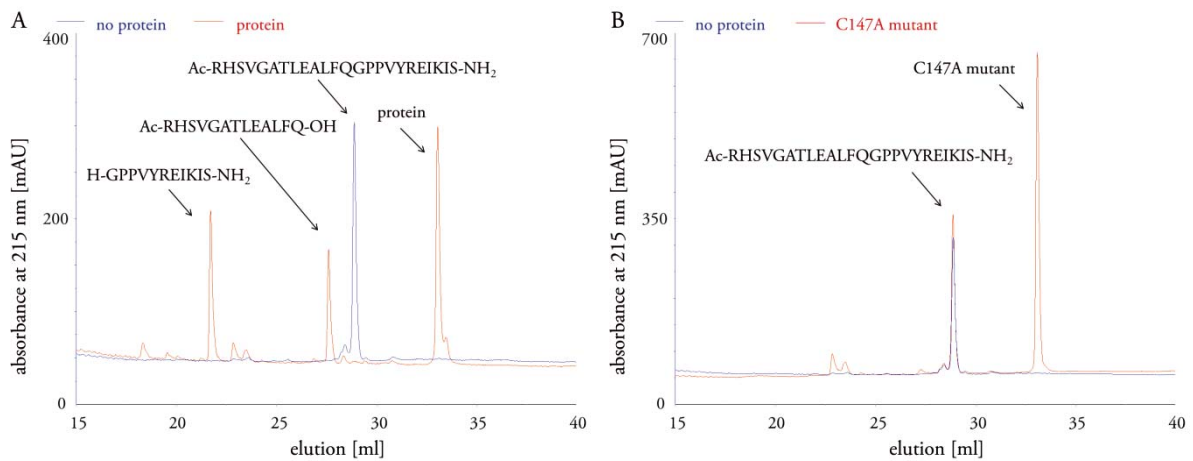 A
no protein
protein
400
200
0
absorbance at 215 nm [mAU]
Ac-RHSVGATLEALFQGPPVYREIKIS-NH₂
protein
Ac-RHSVGATLEALFQ-OH
H-GPPVYREIKIS-NH₂
15 20 25 30 35 40
elution [ml]
B
no protein
C147A mutant
700
350
0
absorbance at 215 nm [mAU]
C147A mutant
Ac-RHSVGATLEALFQGPPVYREIKIS-NH₂
15 20 25 30 35 40
elution [ml]